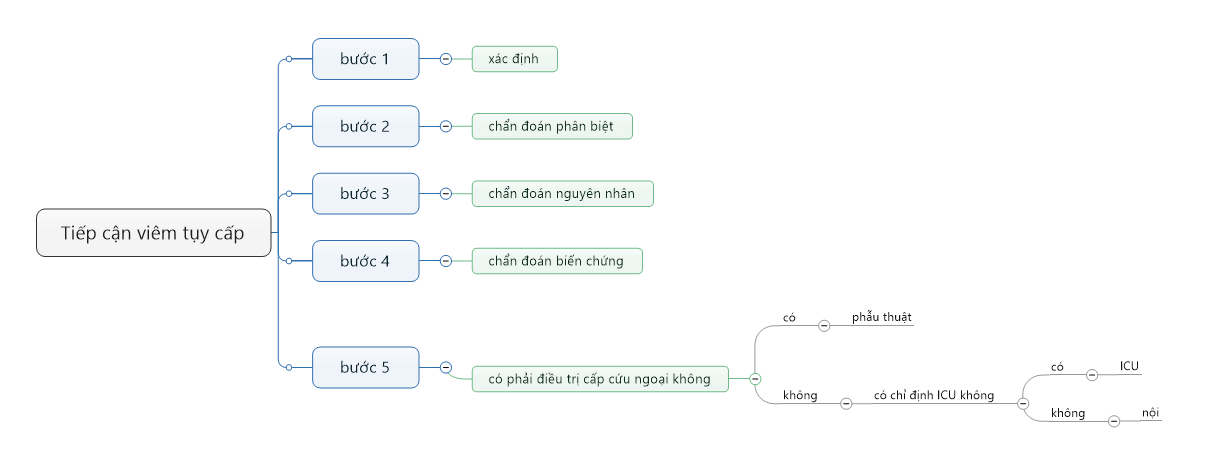 Tiếp cận viêm tụy cấp
bước 1
xác định
bước 2
chẩn đoán phân biệt
bước 3
chẩn đoán nguyên nhân
bước 4
chẩn đoán biến chứng
bước 5
có phải điều trị cấp cứu ngoại không
có
phẫu thuật
không
có chỉ định ICU không
có
ICU
không
nội